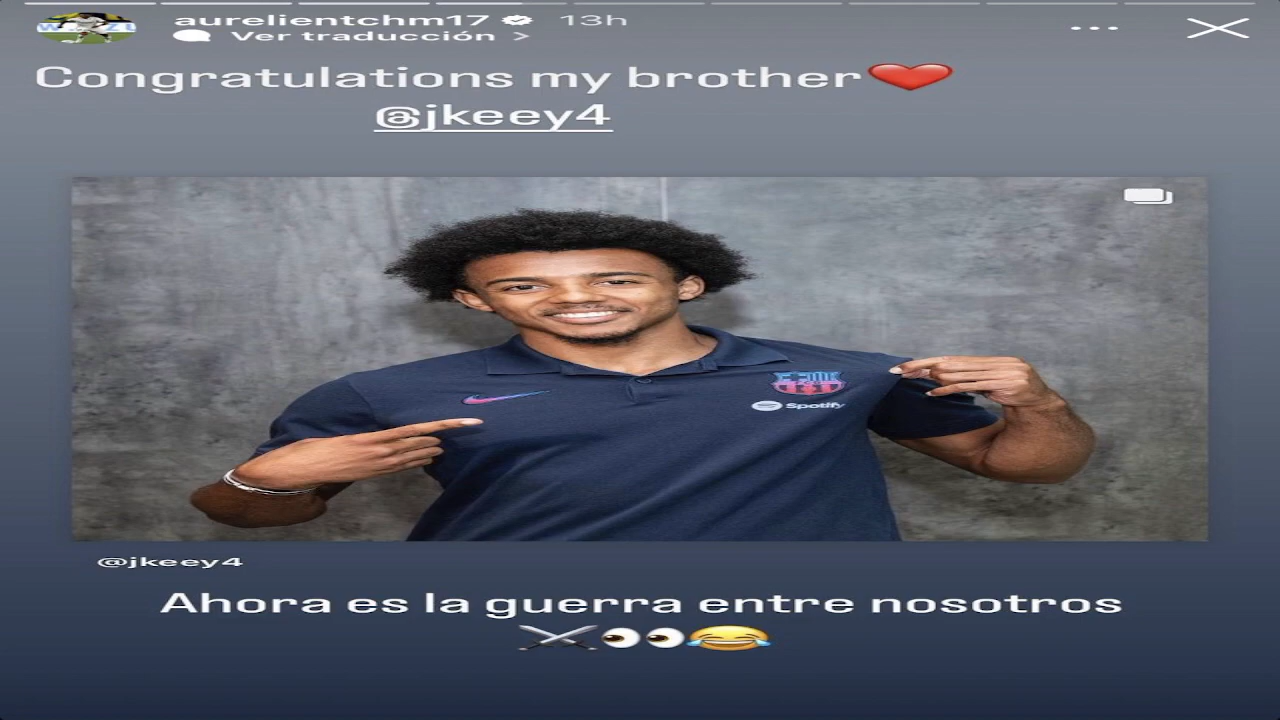 aurelientchm17 13h
Ver traducción >
Congratulations my brother❤️
@jkeey4
Spotify
@jkeey4
Ahora es la guerra entre nosotros
⚔️👀😂